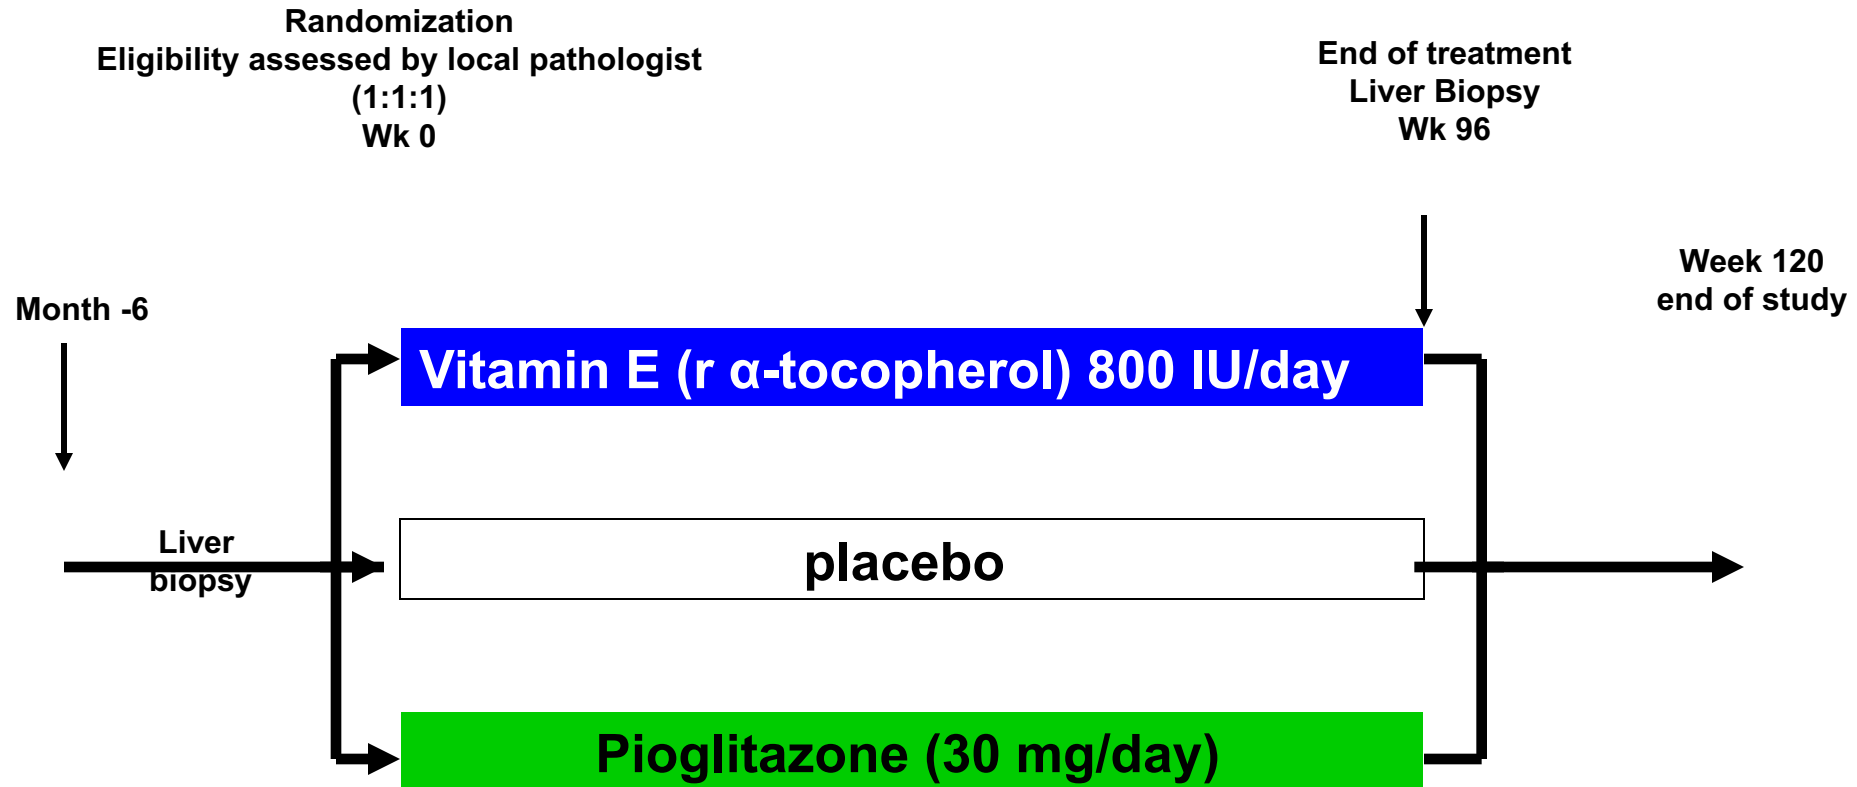 Randomization
Eligibility assessed by local pathologist
(1:1:1)
Wk 0
End of treatment
Liver Biopsy
Wk 96
Week 120
end of study
Month -6
Vitamin E (r α-tocopherol) 800 IU/day
Liver
biopsy
placebo
Pioglitazone (30 mg/day)